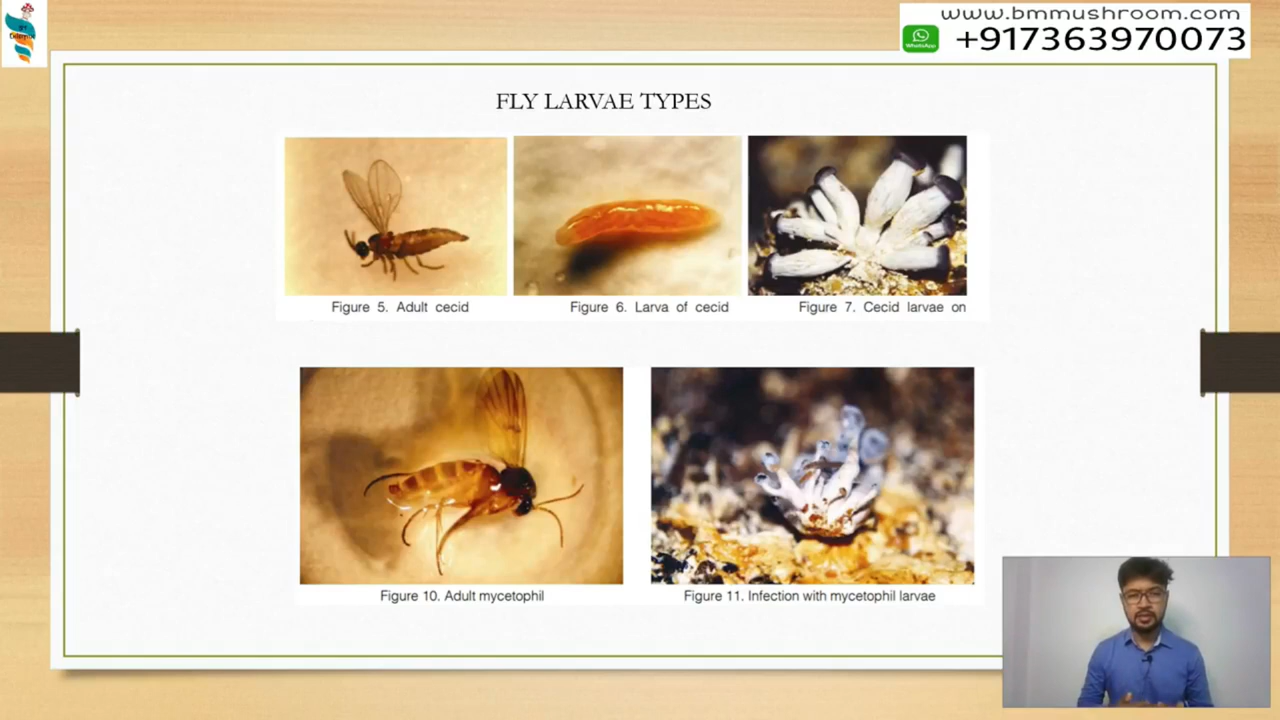 www.bmmushroom.com
WhatsApp
+917363970073
FLY LARVAE TYPES
Figure 5. Adult cecid
Figure 6. Larva of cecid
Figure 7. Cecid larvae on
Figure 10. Adult mycetophil
Figure 11. Infection with mycetophil larvae